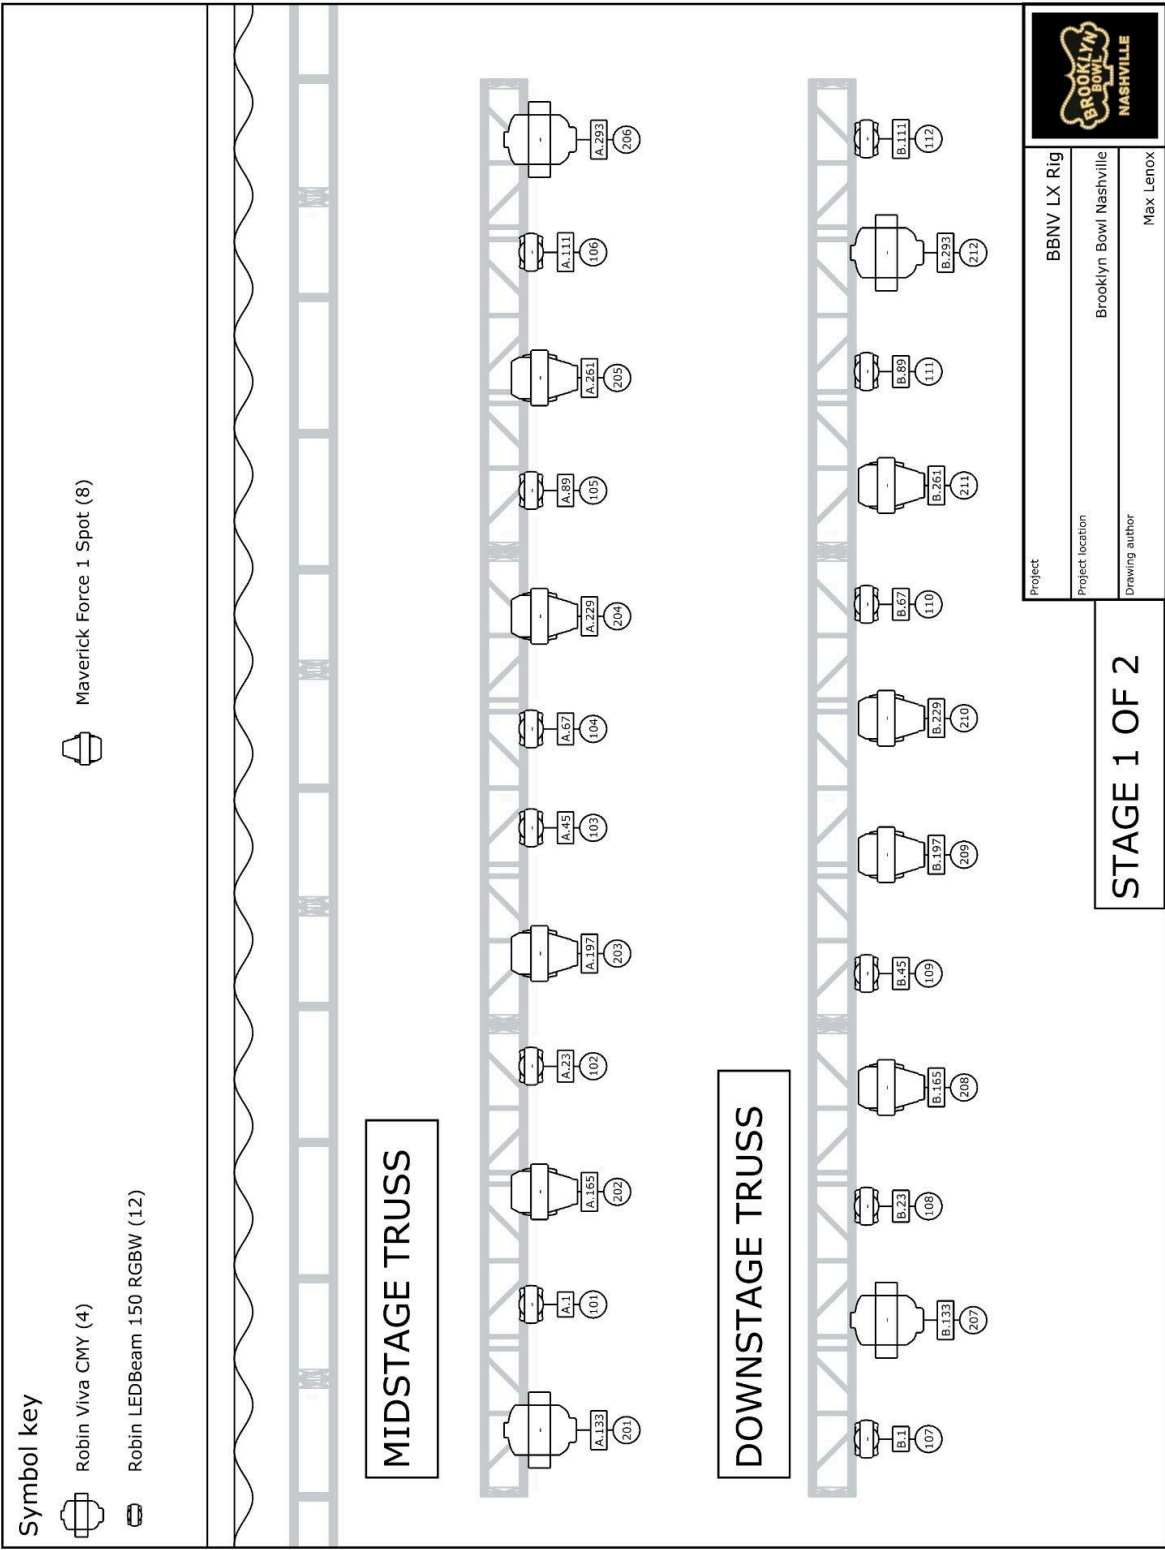 Symbol key
Robin Viva CMY (4)
Maverick Force 1 Spot (8)
Robin LEDBeam 150 RGBW (12)
MIDSTAGE TRUSS
A.133
201
A.1
101
A.165
202
A.23
102
A.197
203
A.45
103
A.67
104
A.229
204
A.89
105
A.261
205
A.111
106
A.293
206
DOWNSTAGE TRUSS
B.1
107
B.133
207
B.23
108
B.165
208
B.45
109
B.197
209
B.229
210
B.67
110
B.261
211
B.89
111
B.293
212
B.111
112
STAGE 1 OF 2
Project
BBNV LX Rig
Project location
Brooklyn Bowl Nashville
Drawing author
Max Lenox
BROOKLYN
BOWL
NASHVILLE